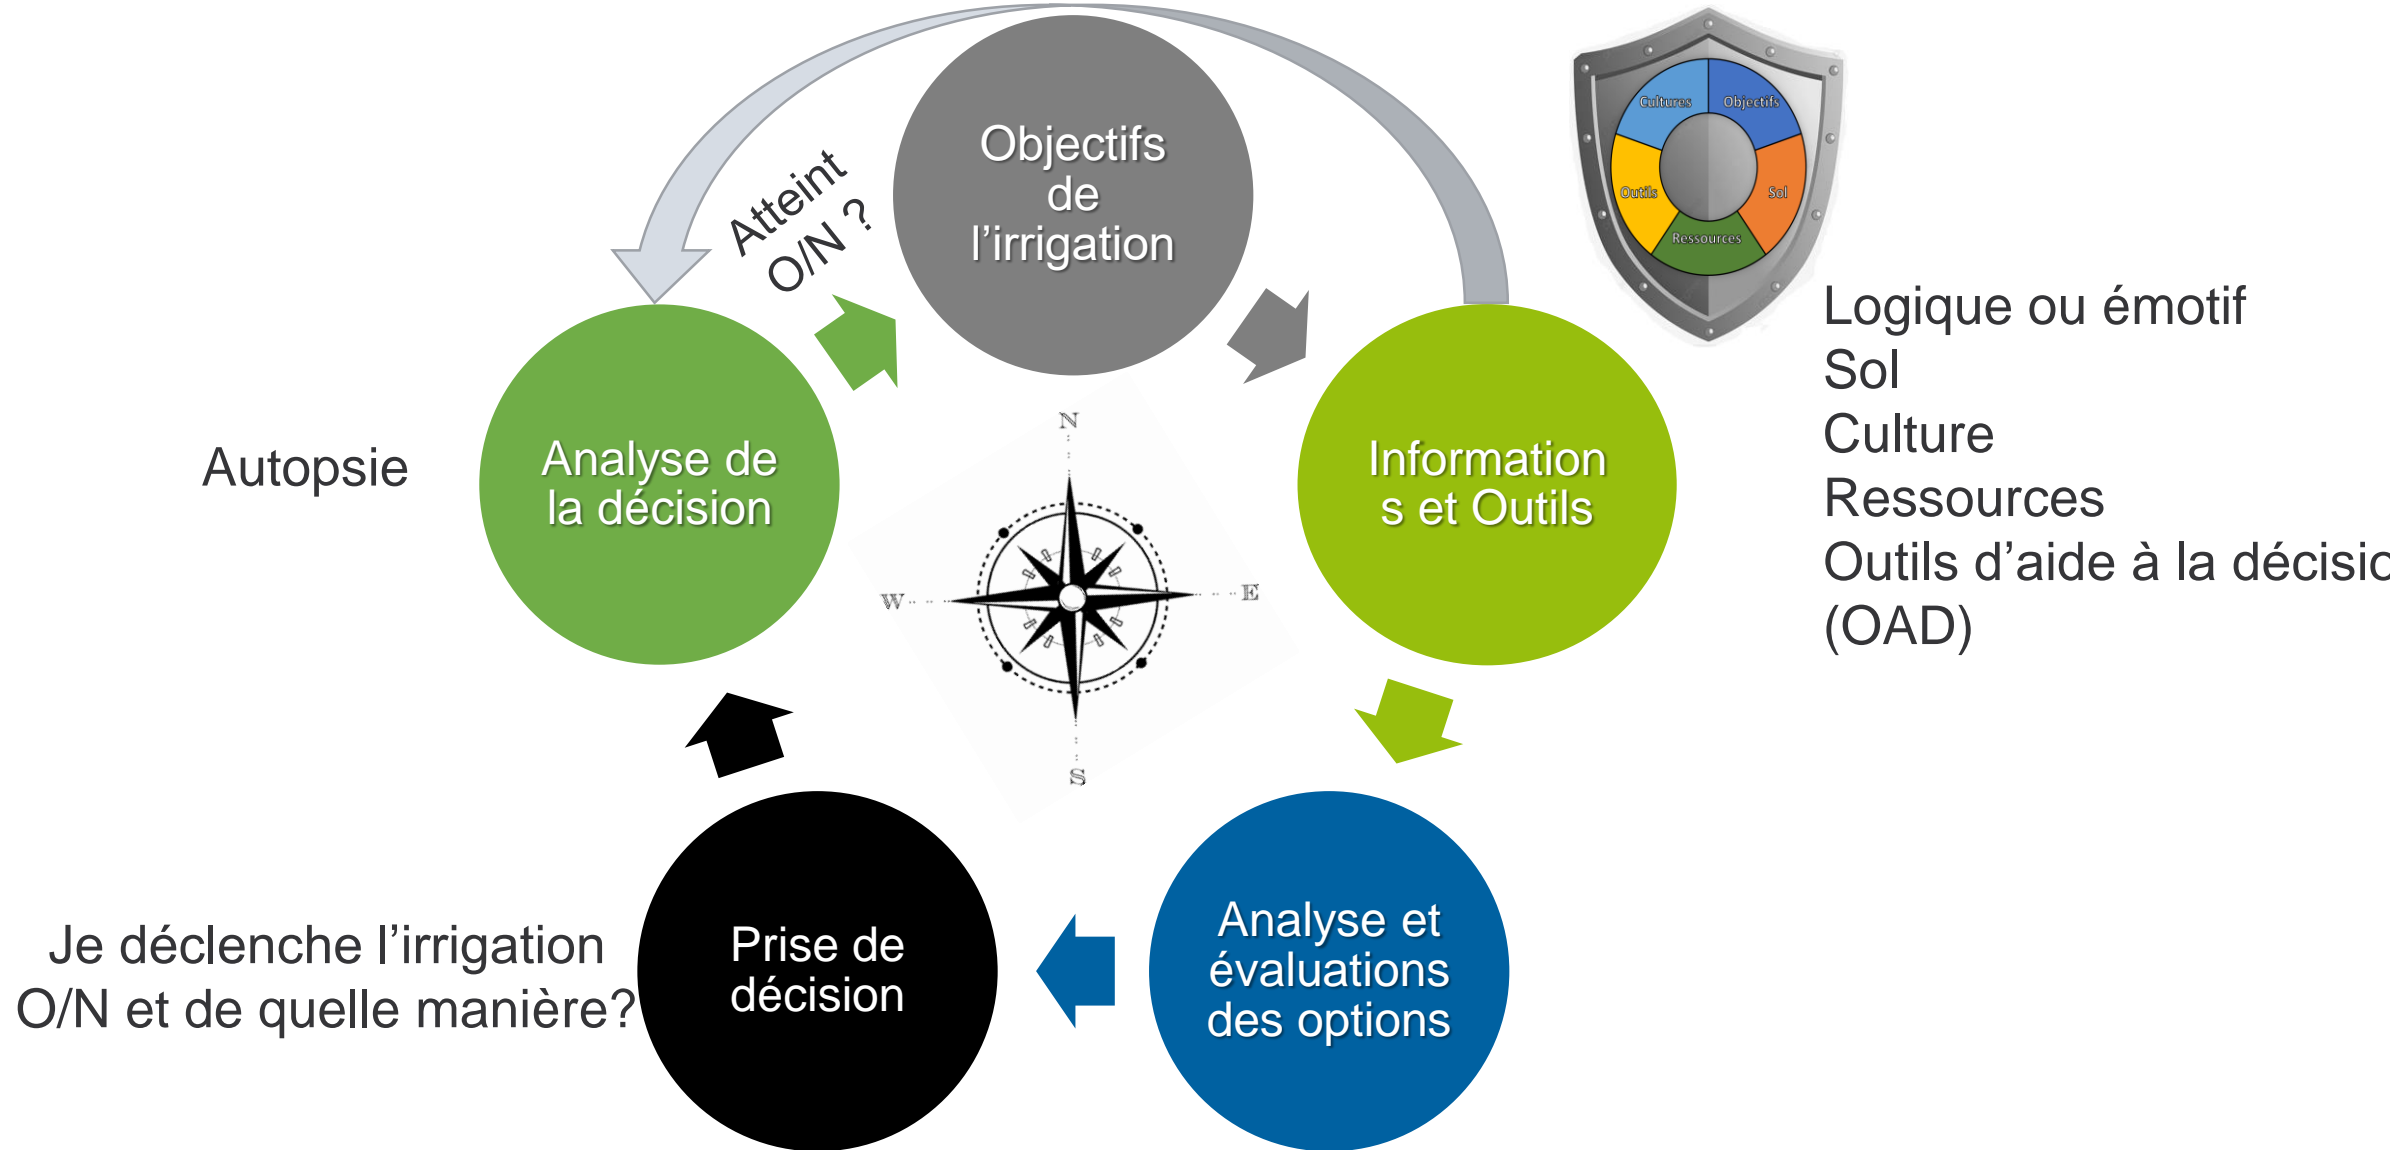 Objectifs
de
l’irrigation
Atteint
O/N ?
Cultures
Objectifs
Outils
Sol
Ressources
Logique ou émotif
Sol
Culture
Ressources
Outils d’aide à la décisio
(OAD)
Information
s et Outils
Analyse de
la décision
Autopsie
N
W
E
S
Analyse et
évaluations
des options
Prise de
décision
Je déclenche l’irrigation
O/N et de quelle manière?